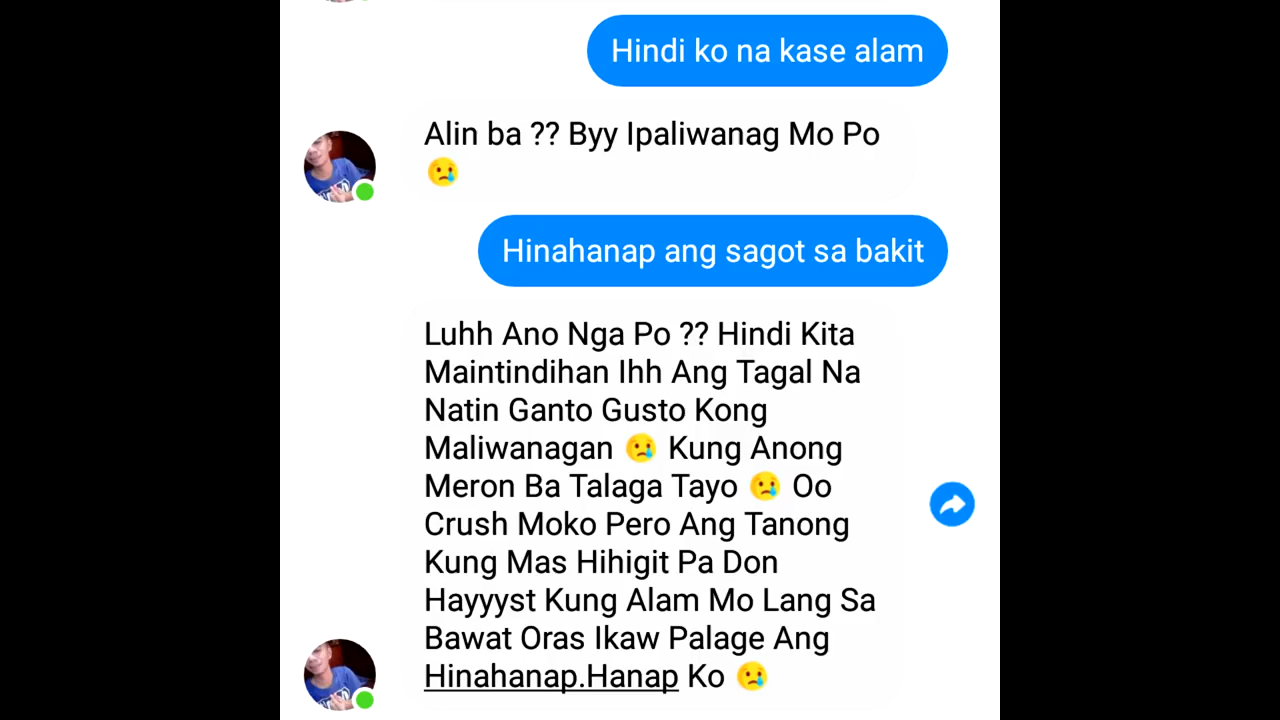 Hindi ko na kase alam
Alin ba ?? Byy Ipaliwanag Mo Po
😢
Hinahanap ang sagot sa bakit
Luhh Ano Nga Po ?? Hindi Kita
Maintindihan Ihh Ang Tagal Na
Natin Ganto Gusto Kong
Maliwanagan 😢 Kung Anong
Meron Ba Talaga Tayo 😢 Oo
Crush Moko Pero Ang Tanong
Kung Mas Hihigit Pa Don
Hayyyst Kung Alam Mo Lang Sa
Bawat Oras Ikaw Palage Ang
Hinahanap.Hanap Ko 😢